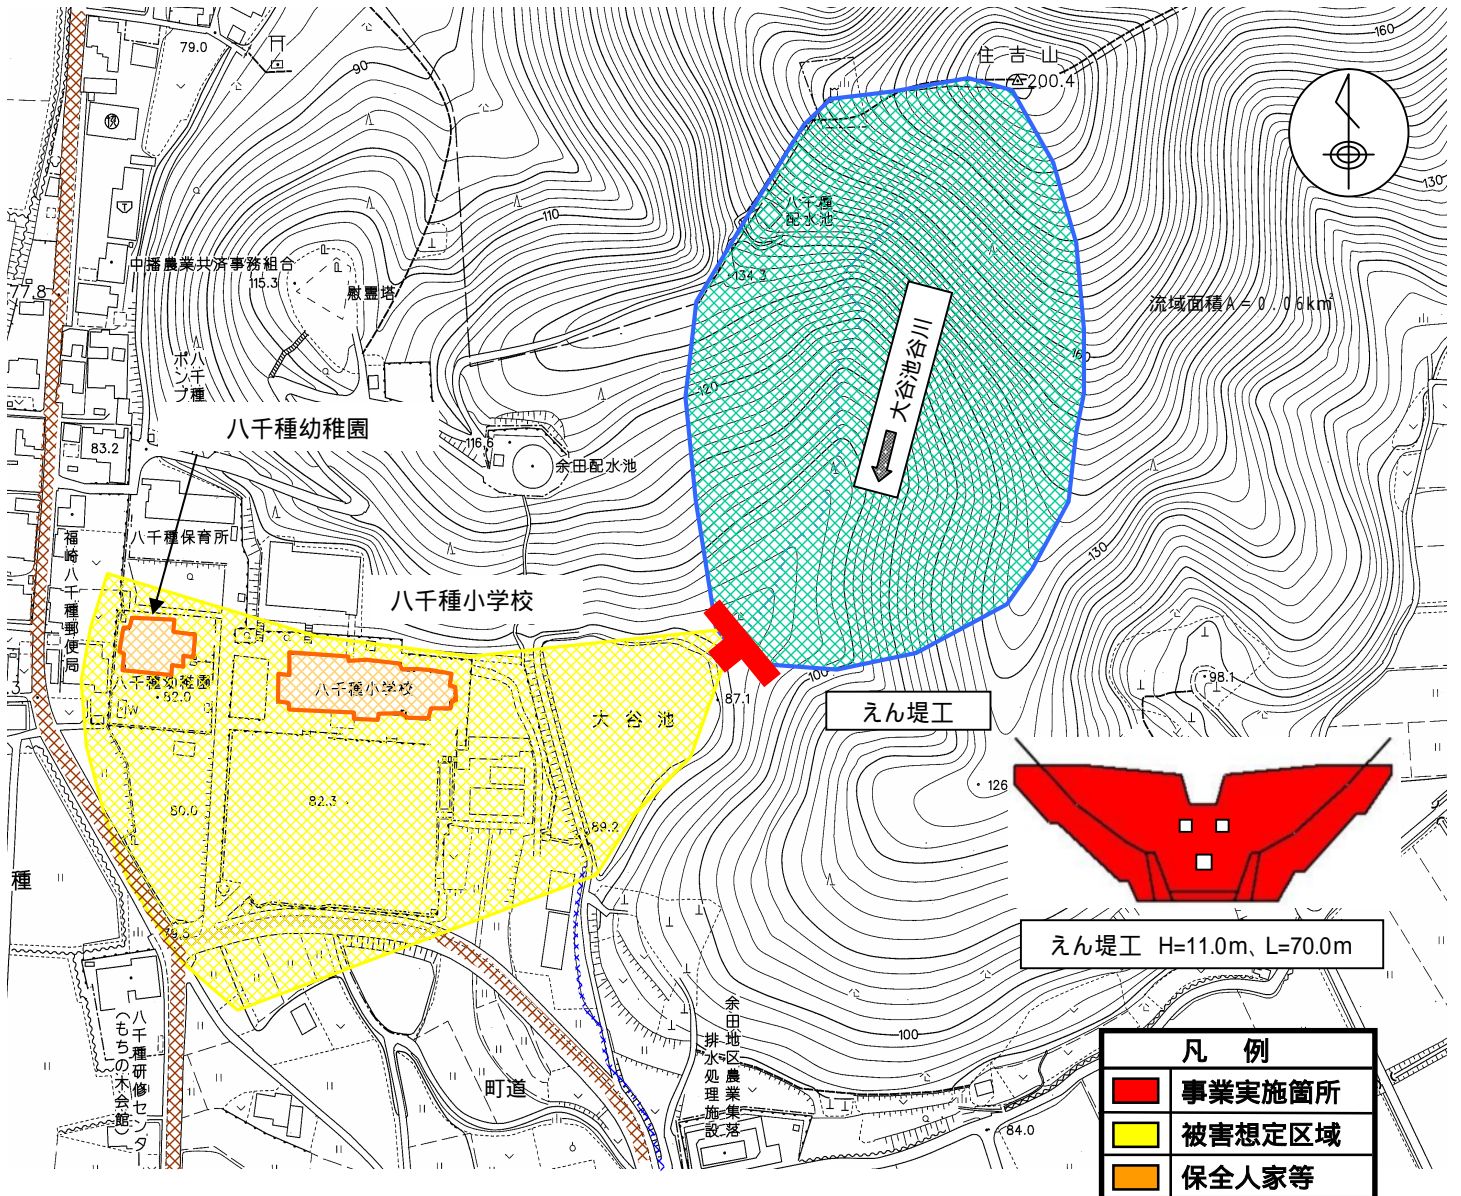 79.0
90
住吉山
200.4
160
130
110
八千種
配水池
134.3
中播農業共済事務組合
115.3
慰霊塔
77.8
流域面積A=0.06km²
160
大谷池谷川
120
八千種
ポンプ
八千種幼稚園
83.2
116.6
余田配水池
八千種保育所
福崎八千種郵便局
130
八千種小学校
八千種幼稚園
82.0
八千種小学校
100
98.1
87.1
大谷池
えん堤工
126
80.0
82.3
89.2
種
79.5
えん堤工 H=11.0m、L=70.0m
八千種研修センタ
(もちの木会館)
余田地区農業集落
排水処理施設
100
町道
84.0
凡 例
事業実施箇所
被害想定区域
保全人家等